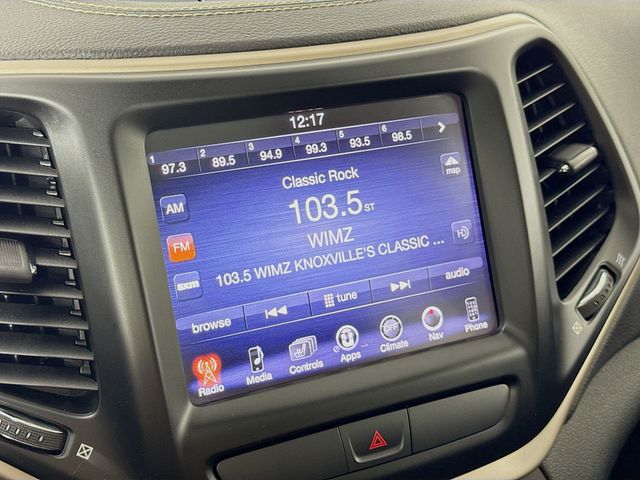 12:17
1 97.3 2 89.5 3 94.9 4 99.3 5 93.5 6 98.5
map
Classic Rock
AM
103.5 ST
FM
WIMZ
HD
103.5 WIMZ KNOXVILLE'S CLASSIC ...
sxm
browse tune audio
OFF
Radio Media Controls Apps ... Climate Nav Phone